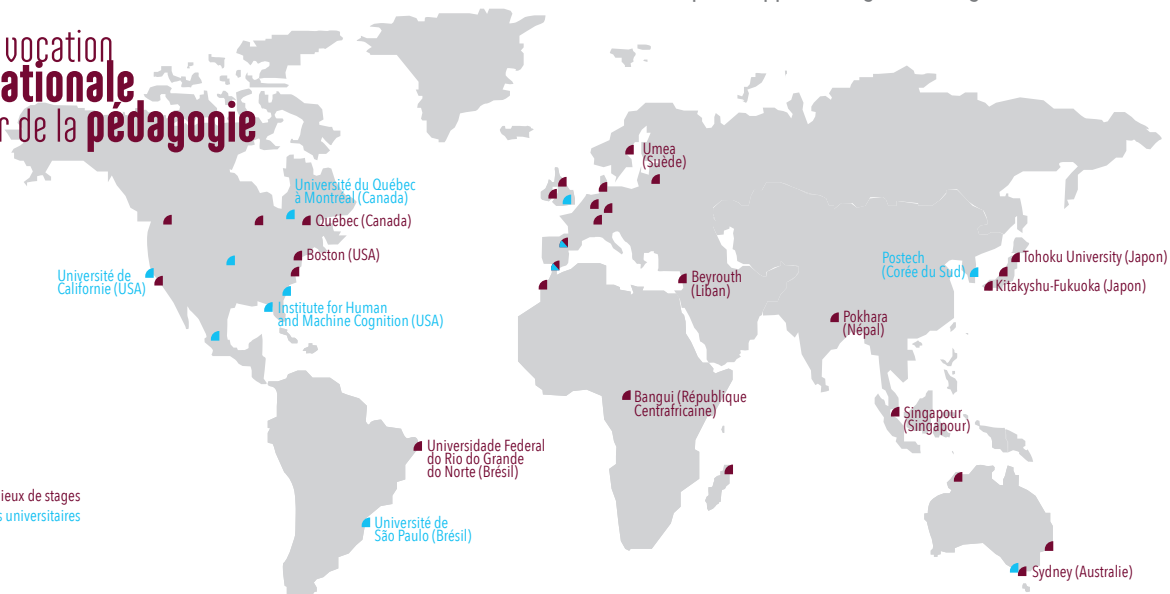 vocation
ationale
r de la pédagogie
Umea
(Suède)
Université du Québec
à Montréal (Canada)
Québec (Canada)
Boston (USA)
Université de
Californie (USA)
Institute for Human
and Machine Cognition (USA)
Beyrouth
(Liban)
Postech
(Corée du Sud)
Tohoku University (Japon)
Kitakyshu-Fukuoka (Japon)
Pokhara
(Népal)
Bangui (République
Centrafricaine)
Singapour
(Singapour)
Universidade Federal
do Rio do Grande
do Norte (Brésil)
ieux de stages
s universitaires
Université de
São Paulo (Brésil)
Sydney (Australie)